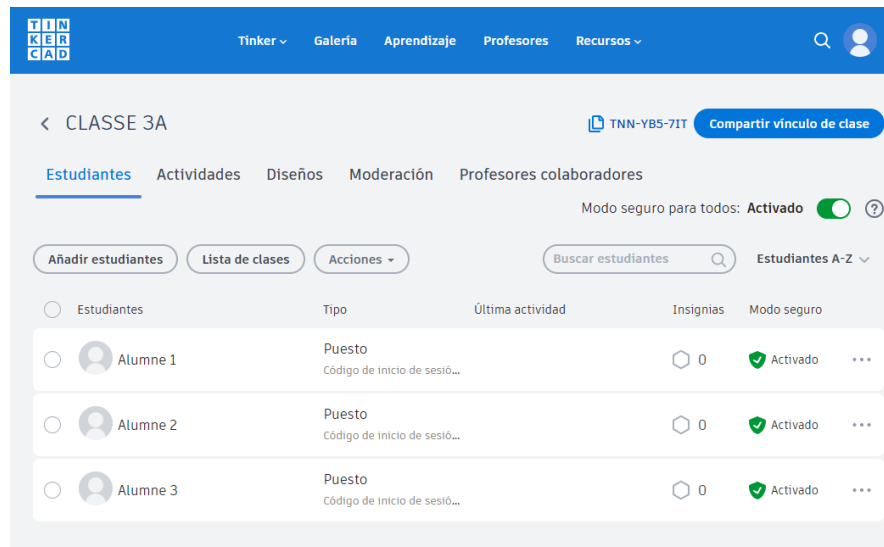 TIN
KER
CAD
Tinker Galería Aprendizaje Profesores Recursos
CLASSE 3A
TNN-YB5-7IT Compartir vínculo de clase
Estudiantes Actividades Diseños Moderación Profesores colaboradores
Modo seguro para todos: Activado ?
Añadir estudiantes Lista de clases Acciones Buscar estudiantes Estudiantes A-Z
Estudiantes Tipo Última actividad Insignias Modo seguro
Alumne 1 Puesto 0 Activado ...
Código de inicio de sesió...
Alumne 2 Puesto 0 Activado ...
Código de inicio de sesió...
Alumne 3 Puesto 0 Activado ...
Código de inicio de sesió...